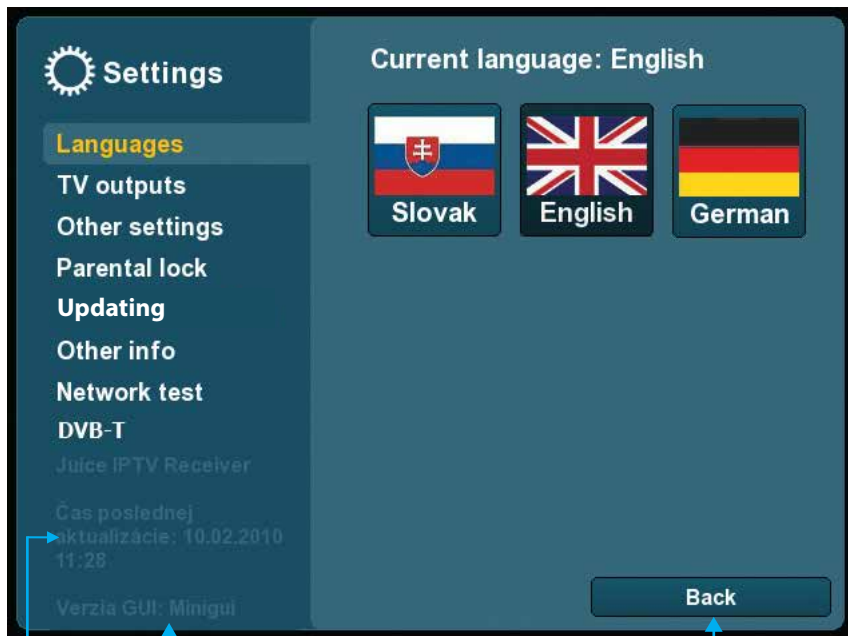 Settings
Languages
TV outputs
Other settings
Parental lock
Updating
Other info
Network test
DVB-T
Juice IPTV Receiver
Čas poslednej
aktualizácie: 10.02.2010
11:28
Verzia GUI: Minigui
Current language: English
Slovak
English
German
Back